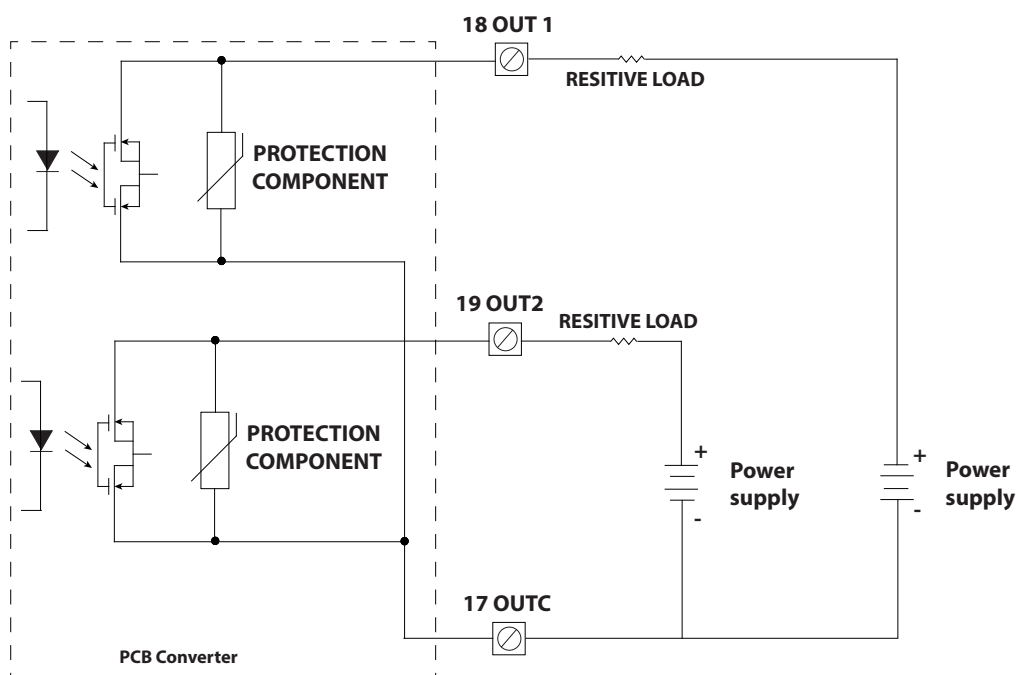 18 OUT 1
RESITIVE LOAD
PROTECTION
COMPONENT
19 OUT2
RESITIVE LOAD
PROTECTION
COMPONENT
+
Power
supply
-
+
Power
supply
-
17 OUTC
PCB Converter